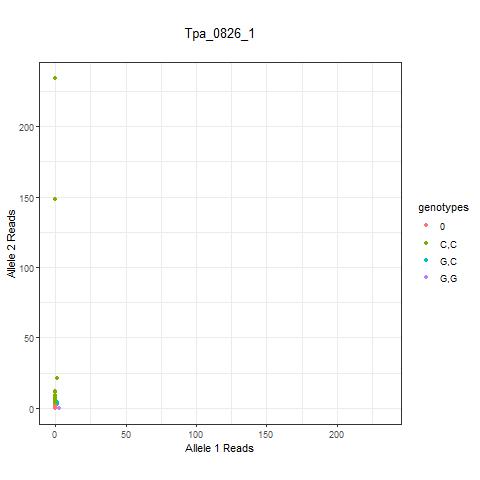 Tpa_0826_1
Allele 2 Reads
200
150
100
50
0
0 50 100 150 200
Allele 1 Reads
genotypes
0
C,C
G,C
G,G